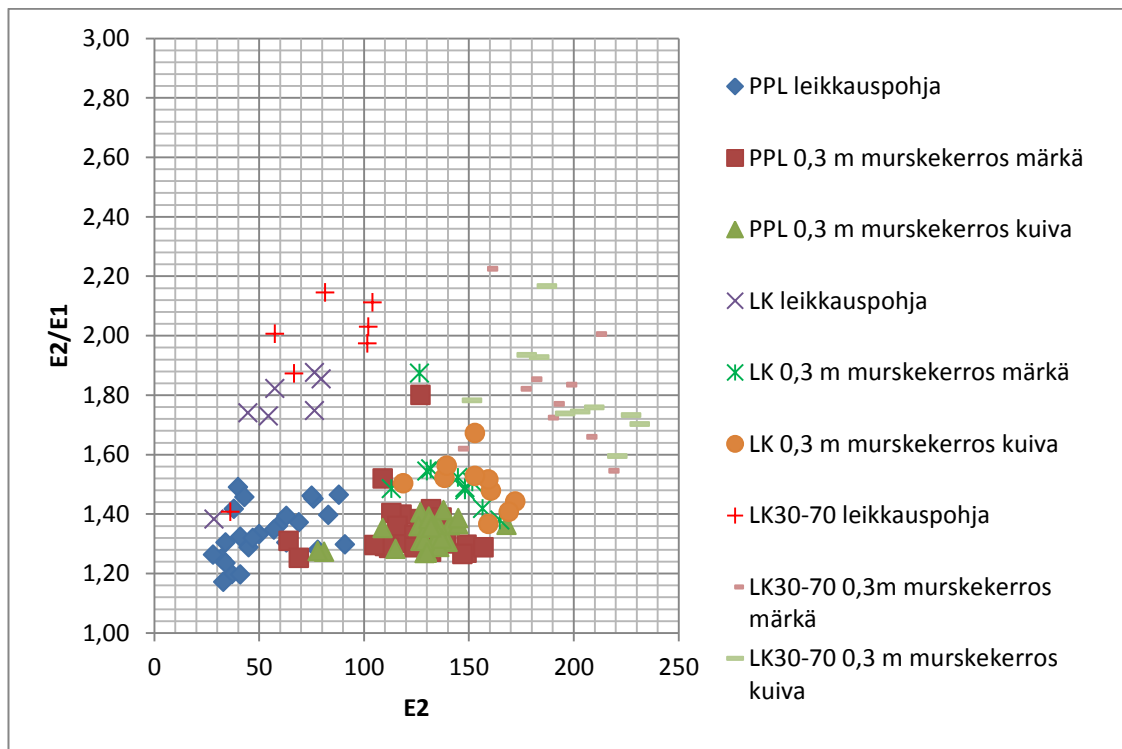 3,00
2,80
2,60
2,40
2,20
2,00
1,80
1,60
1,40
1,20
1,00
E2/E1
0 50 100 150 200 250
E2
PPL leikkauspohja
PPL 0,3 m murskekerros märkä
PPL 0,3 m murskekerros kuiva
LK leikkauspohja
LK 0,3 m murskekerros märkä
LK 0,3 m murskekerros kuiva
LK30-70 leikkauspohja
LK30-70 0,3m murskekerros
märkä
LK30-70 0,3 m murskekerros
kuiva